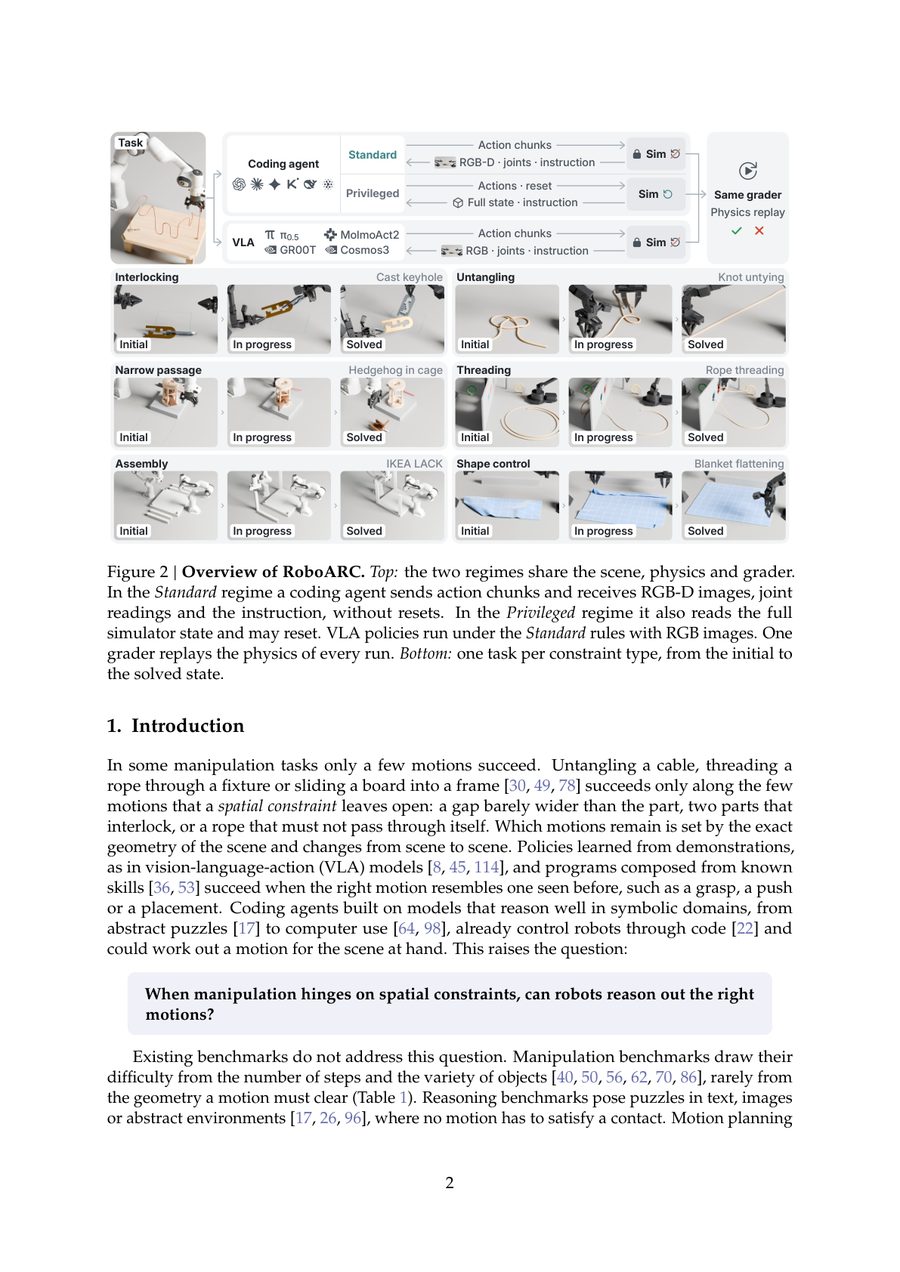 Task
Coding agent
Standard
Action chunks
RGB-D · joints · instruction
Sim
Privileged
Actions · reset
Full state · instruction
Sim
VLA
π π0.5
GR00T
MolmoAct2
Cosmos3
Action chunks
RGB · joints · instruction
Sim
Same grader
Physics replay
Interlocking Cast keyhole
Initial In progress Solved
Untangling Knot untying
Initial In progress Solved
Narrow passage Hedgehog in cage
Initial In progress Solved
Threading Rope threading
Initial In progress Solved
Assembly IKEA LACK
Initial In progress Solved
Shape control Blanket flattening
Initial In progress Solved
Figure 2 | Overview of RoboARC. Top: the two regimes share the scene, physics and grader.
In the Standard regime a coding agent sends action chunks and receives RGB-D images, joint
readings and the instruction, without resets. In the Privileged regime it also reads the full
simulator state and may reset. VLA policies run under the Standard rules with RGB images. One
grader replays the physics of every run. Bottom: one task per constraint type, from the initial to
the solved state.
1. Introduction
In some manipulation tasks only a few motions succeed. Untangling a cable, threading a
rope through a fixture or sliding a board into a frame [30, 49, 78] succeeds only along the few
motions that a spatial constraint leaves open: a gap barely wider than the part, two parts that
interlock, or a rope that must not pass through itself. Which motions remain is set by the exact
geometry of the scene and changes from scene to scene. Policies learned from demonstrations,
as in vision-language-action (VLA) models [8, 45, 114], and programs composed from known
skills [36, 53] succeed when the right motion resembles one seen before, such as a grasp, a push
or a placement. Coding agents built on models that reason well in symbolic domains, from
abstract puzzles [17] to computer use [64, 98], already control robots through code [22] and
could work out a motion for the scene at hand. This raises the question:
When manipulation hinges on spatial constraints, can robots reason out the right
motions?
Existing benchmarks do not address this question. Manipulation benchmarks draw their
difficulty from the number of steps and the variety of objects [40, 50, 56, 62, 70, 86], rarely from
the geometry a motion must clear (Table 1). Reasoning benchmarks pose puzzles in text, images
or abstract environments [17, 26, 96], where no motion has to satisfy a contact. Motion planning
2